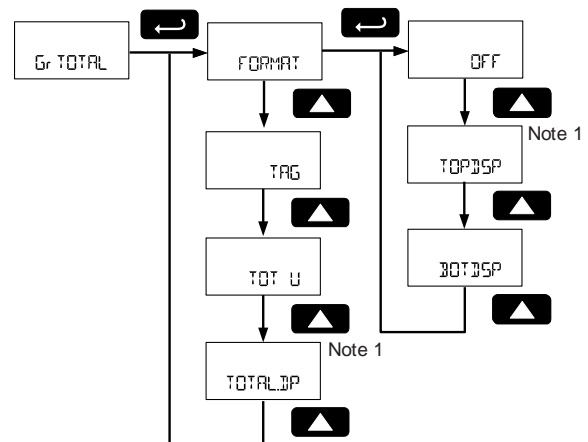 Gr TOTAL
FORMAT
OFF
Note 1
TAG
TOPDSP
TOT U
BOTDSP
Note 1
TOTAL.DP